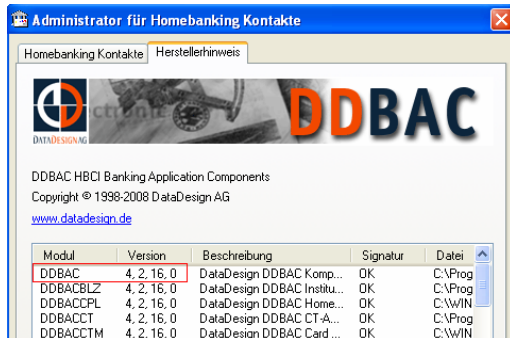 Administrator für Homebanking Kontakte
Homebanking Kontakte Herstellerhinweis
ctronic
DATADESIGNAG
DDBAC
DDBAC HBCI Banking Application Components
Copyright © 1998-2008 DataDesign AG
www.datadesign.de
Modul Version Beschreibung Signatur Datei
DDBAC 4, 2, 16, 0 DataDesign DDBAC Komp... OK C:\Prog
DDBACBLZ 4, 2, 16, 0 DataDesign DDBAC Institu... OK C:\Prog
DDBACCPL 4, 2, 16, 0 DataDesign DDBAC Home... OK C:\WIN
DDBACCT 4, 2, 16, 0 DataDesign DDBAC CT-A... OK C:\Prog
DDBACCTM 4, 2, 16, 0 DataDesign DDBAC Card ... OK C:\WIN